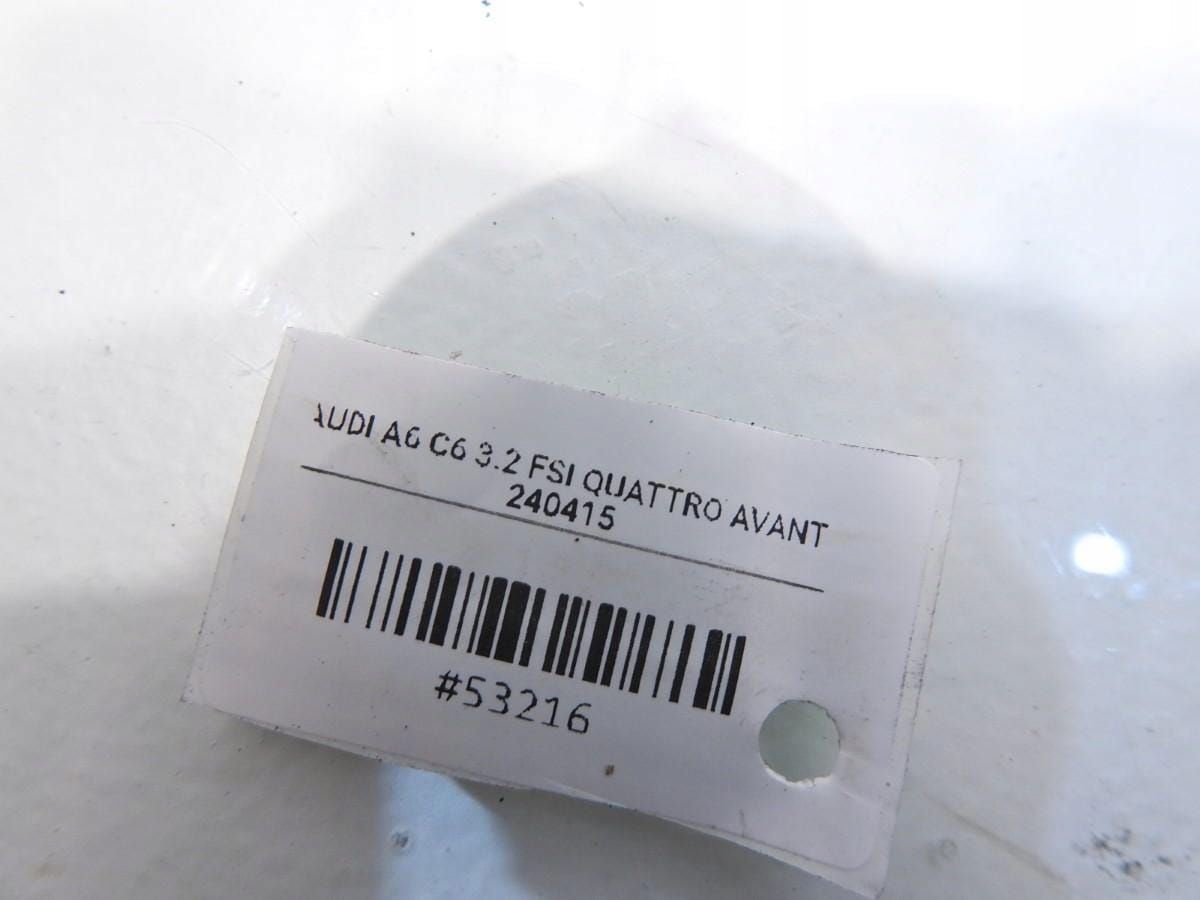 AUDI A6 C6 3.2 FSI QUATTRO AVANT
240415
#53216